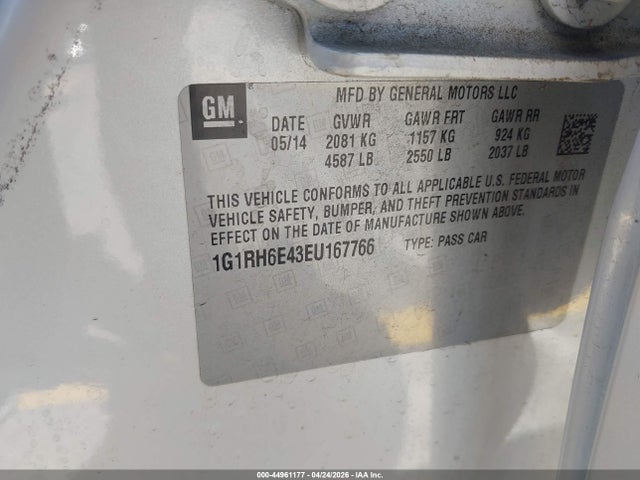 GM
MFD BY GENERAL MOTORS LLC
DATE GVWR GAWR FRT GAWR RR
05/14 2081 KG 1157 KG 924 KG
4587 LB 2550 LB 2037 LB
THIS VEHICLE CONFORMS TO ALL APPLICABLE U.S. FEDERAL MOTOR
VEHICLE SAFETY, BUMPER, AND THEFT PREVENTION STANDARDS IN
EFFECT ON THE DATE OF MANUFACTURE SHOWN ABOVE.
1G1RH6E43EU167766 TYPE: PASS CAR
000-44961177 - 04/24/2026 - IAA Inc.